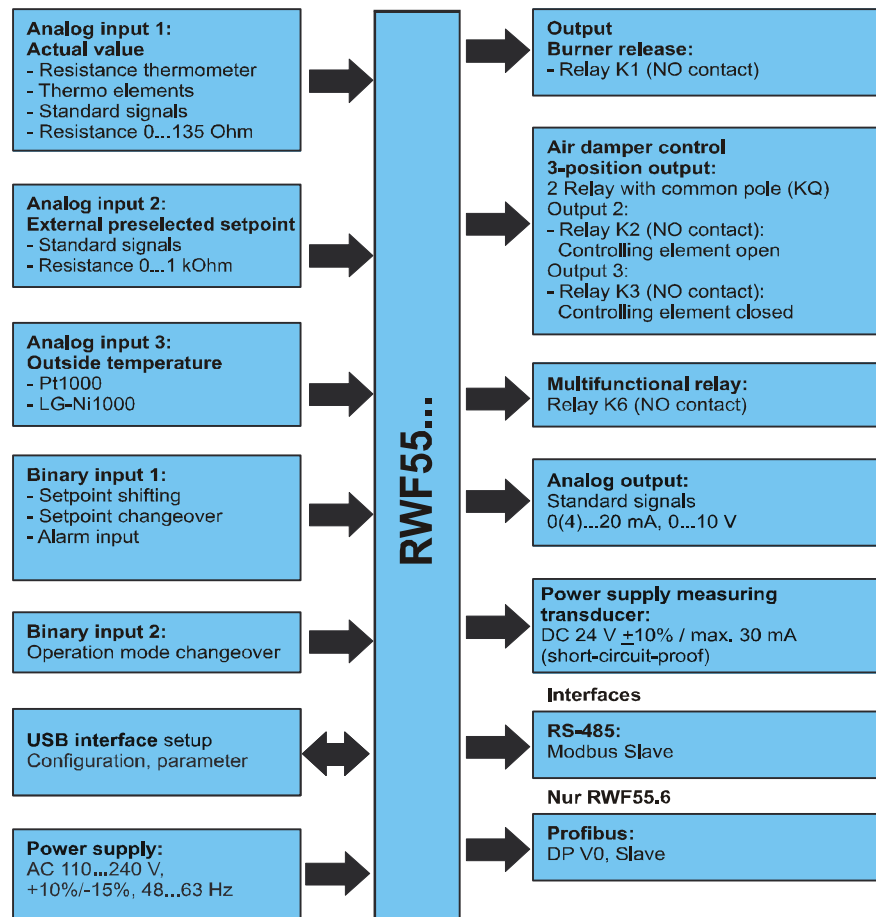 Analog input 1:
Actual value
- Resistance thermometer
- Thermo elements
- Standard signals
- Resistance 0...135 Ohm
Analog input 2:
External preselected setpoint
- Standard signals
- Resistance 0...1 kOhm
Analog input 3:
Outside temperature
- Pt1000
- LG-Ni1000
Binary input 1:
- Setpoint shifting
- Setpoint changeover
- Alarm input
Binary input 2:
Operation mode changeover
USB interface setup
Configuration, parameter
Power supply:
AC 110...240 V,
+10%/-15%, 48...63 Hz
RWF55...
Output
Burner release:
- Relay K1 (NO contact)
Air damper control
3-position output:
2 Relay with common pole (KQ)
Output 2:
- Relay K2 (NO contact):
Controlling element open
Output 3:
- Relay K3 (NO contact):
Controlling element closed
Multifunctional relay:
Relay K6 (NO contact)
Analog output:
Standard signals
0(4)...20 mA, 0...10 V
Power supply measuring
transducer:
DC 24 V ±10% / max. 30 mA
(short-circuit-proof)
Interfaces
RS-485:
Modbus Slave
Nur RWF55.6
Profibus:
DP V0, Slave